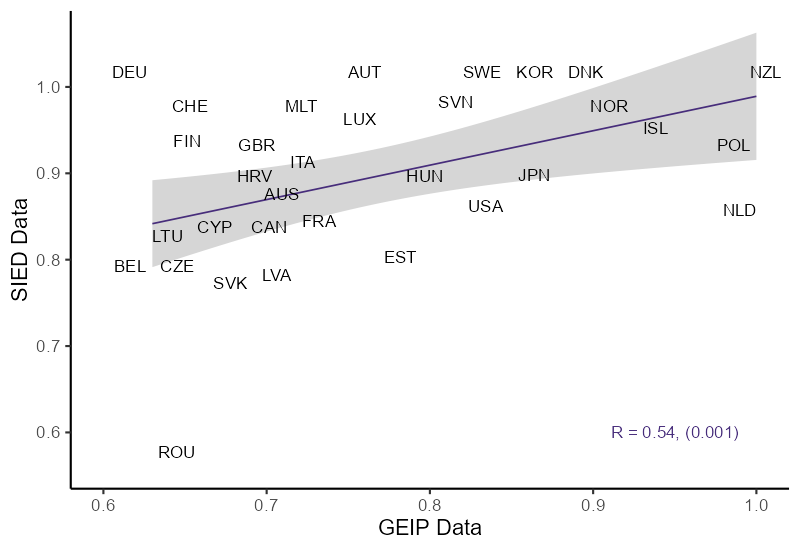 DEU
AUT
SWE
KOR
DNK
NZL
1.0
CHE
MLT
SVN
NOR
LUX
ISL
FIN
GBR
POL
ITA
0.9
HRV
HUN
JPN
AUS
USA
NLD
LTU
CYP
CAN
FRA
SIED Data
BEL
CZE
EST
0.8
SVK
LVA
0.7
0.6
R = 0.54, (0.001)
ROU
0.6
0.7
0.8
0.9
1.0
GEIP Data